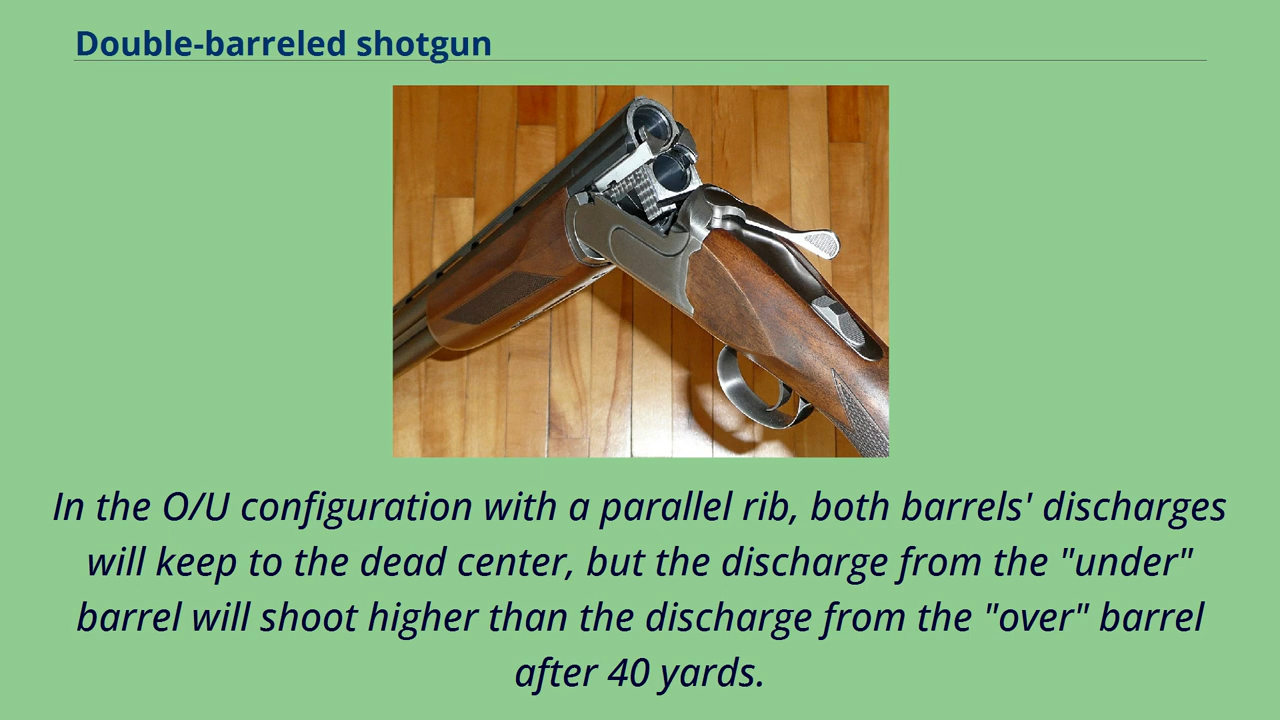 Double-barreled shotgun
In the O/U configuration with a parallel rib, both barrels' discharges
will keep to the dead center, but the discharge from the "under"
barrel will shoot higher than the discharge from the "over" barrel
after 40 yards.